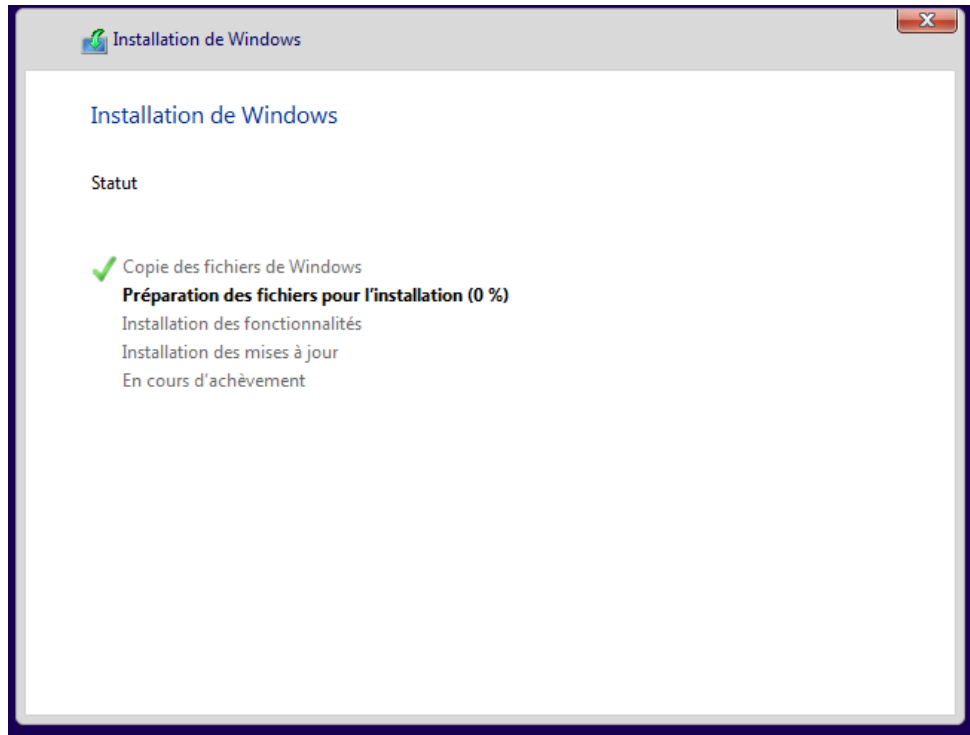 Installation de Windows
Installation de Windows
Statut
Copie des fichiers de Windows
Préparation des fichiers pour l'installation (0 %)
Installation des fonctionnalités
Installation des mises à jour
En cours d'achèvement